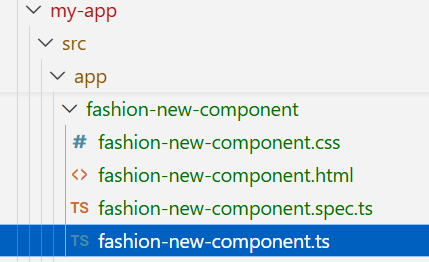 my-app
src
app
fashion-new-component
# fashion-new-component.css
<> fashion-new-component.html
TS fashion-new-component.spec.ts
TS fashion-new-component.ts